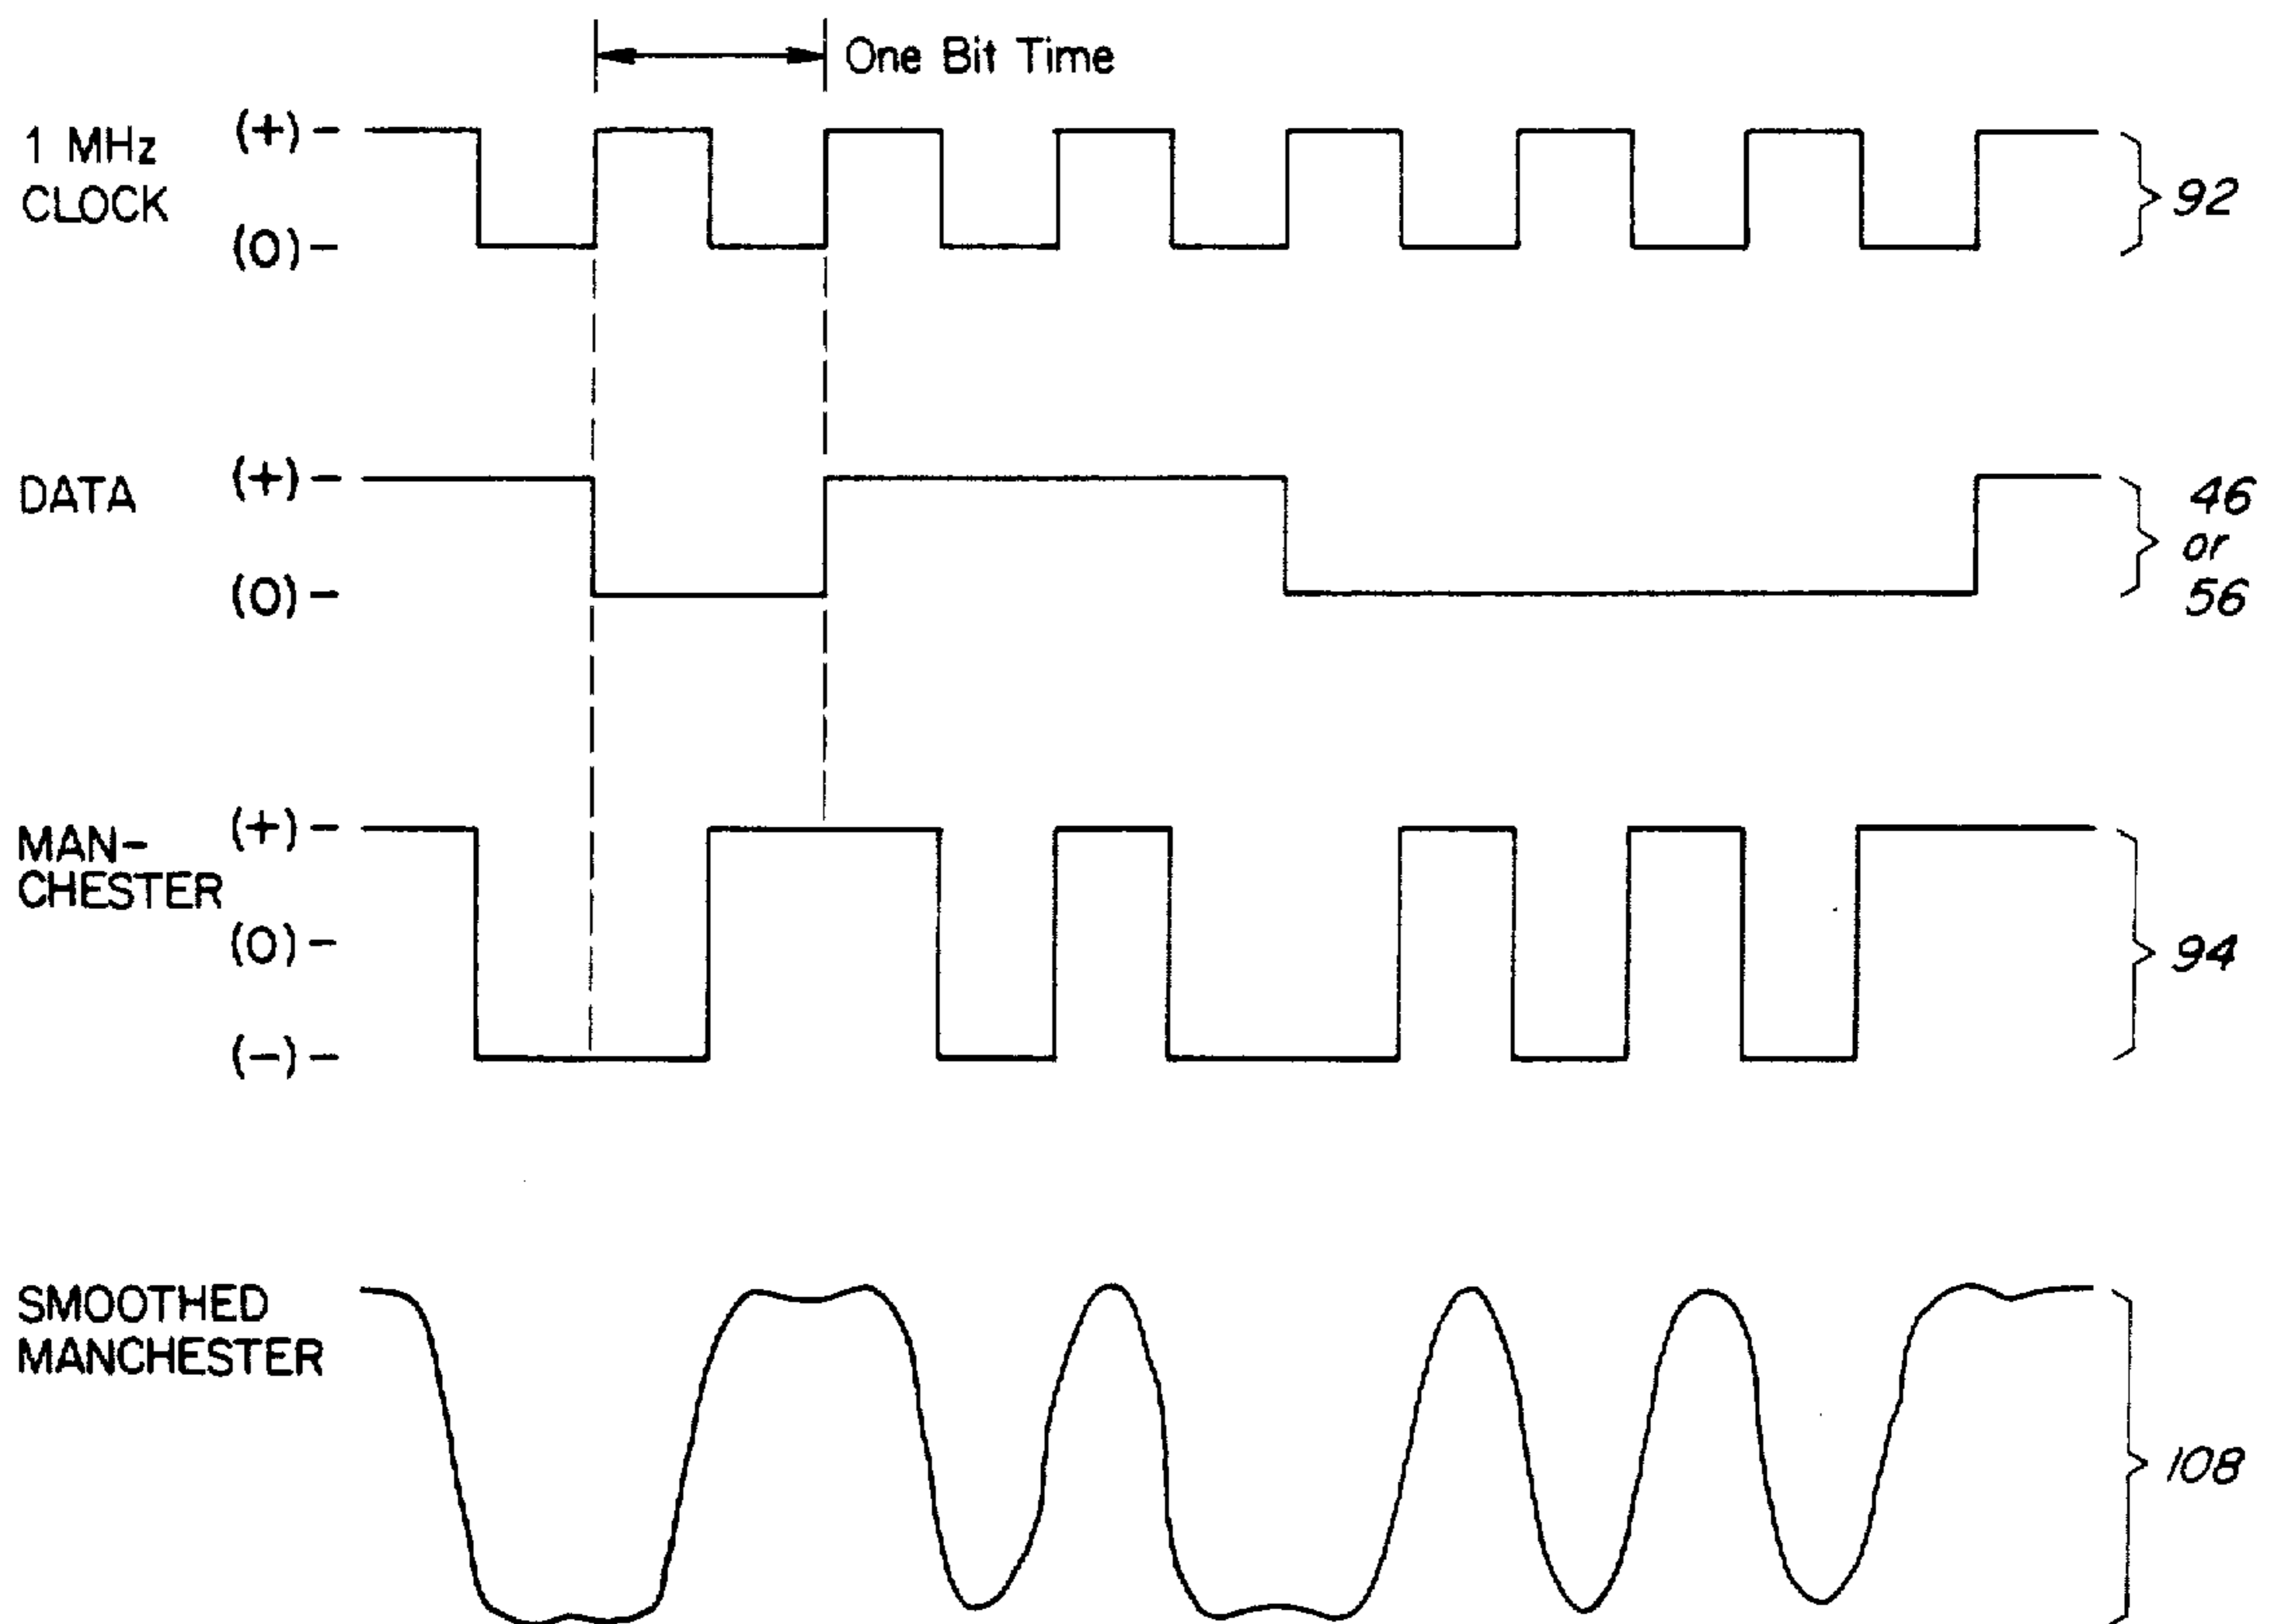 One Bit Time
1 MHz
CLOCK
(+) -
(0) -
92
DATA
(+) -
(0) -
46
or
56
MAN-
CHESTER
(+) -
(0) -
(-) -
94
SMOOTHED
MANCHESTER
108